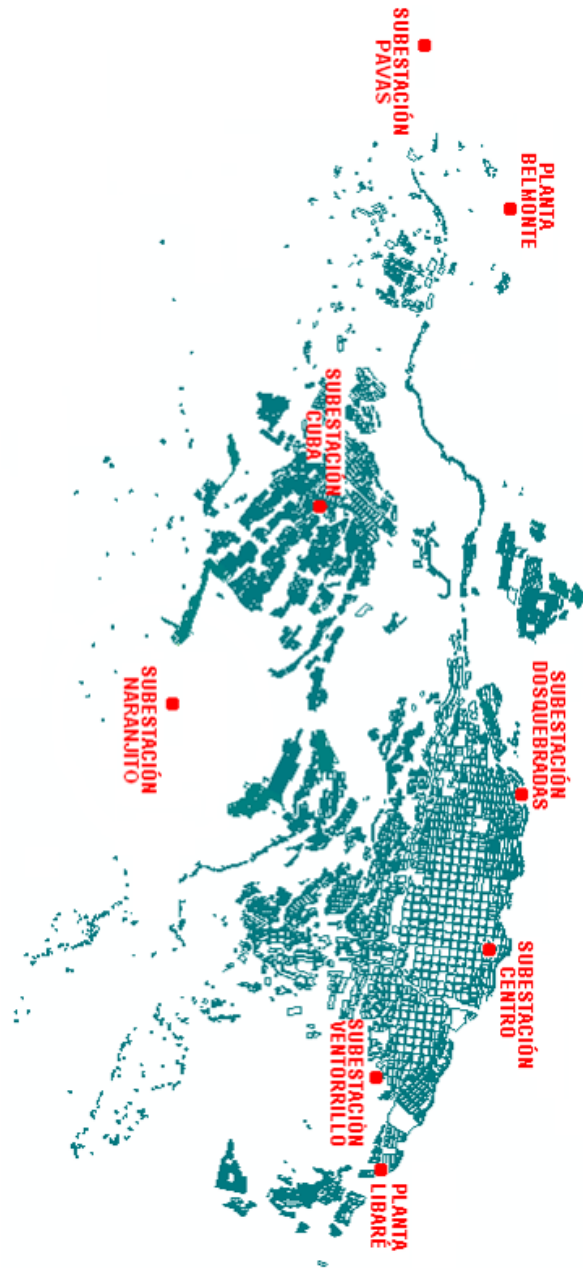 SUBESTACIÓN
PAVAS
PLANTA
BELMONTE
SUBESTACIÓN
CUBA
SUBESTACIÓN
NARANJITO
SUBESTACIÓN
DOSQUEBRADAS
SUBESTACIÓN
CENTRO
SUBESTACIÓN
VENTORRILLO
PLANTA
LIBARÉ